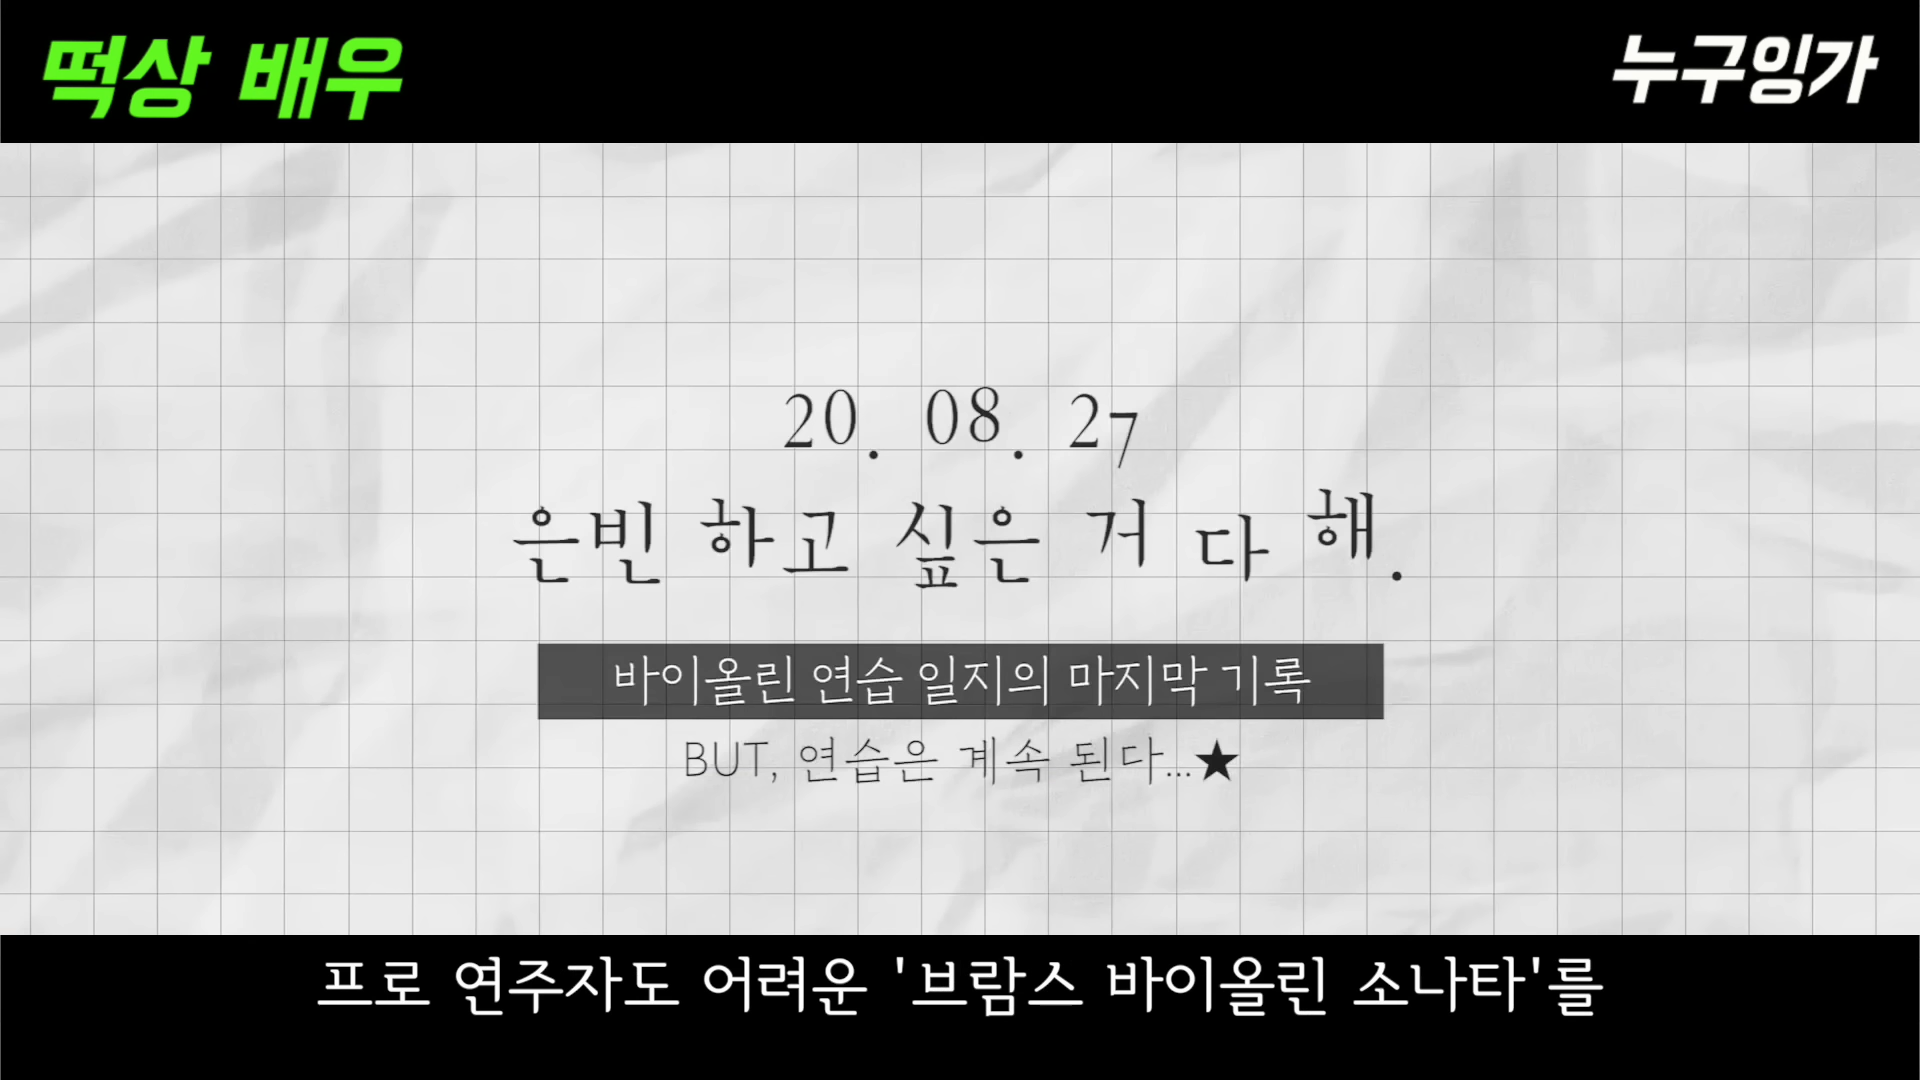 떡상 배우
누구잉가
20. 08. 27
은빈 하고 싶은 거 다 해.
바이올린 연습 일지의 마지막 기록
BUT, 연습은 계속 된다...★
프로 연주자도 어려운 '브람스 바이올린 소나타'를